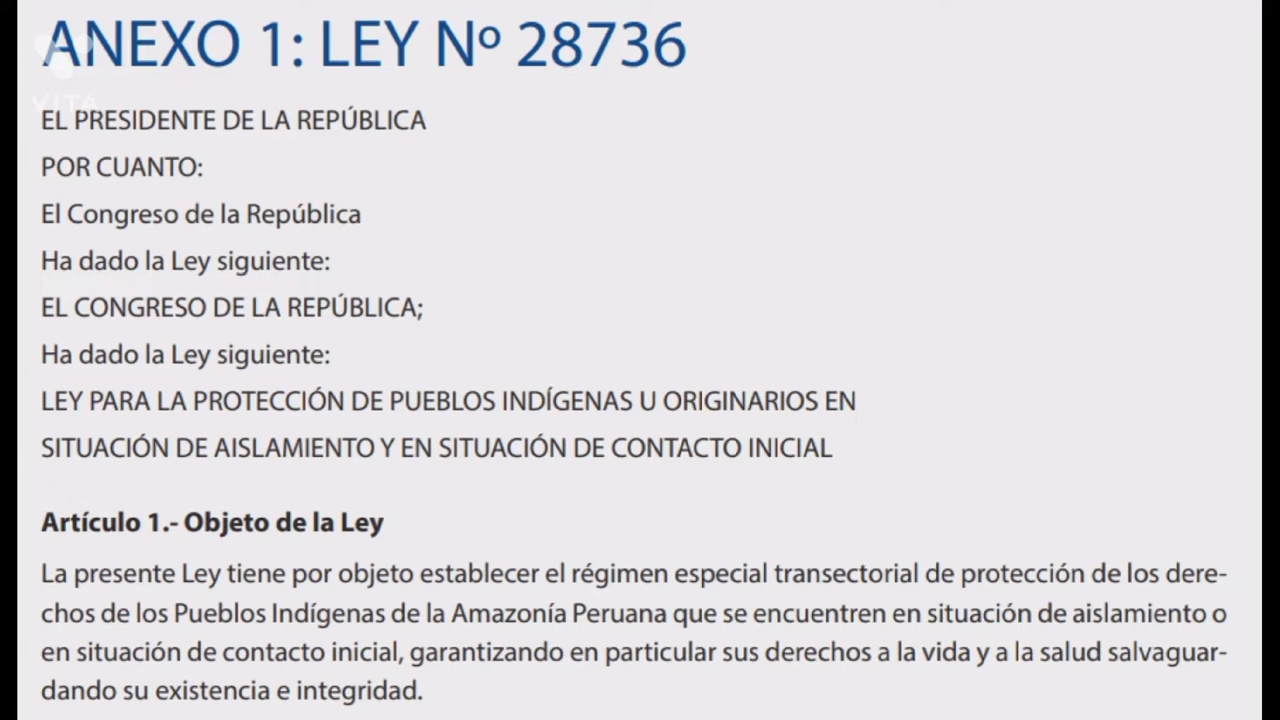 ANEXO 1: LEY Nº 28736
VITA
EL PRESIDENTE DE LA REPÚBLICA
POR CUANTO:
El Congreso de la República
Ha dado la Ley siguiente:
EL CONGRESO DE LA REPÚBLICA;
Ha dado la Ley siguiente:
LEY PARA LA PROTECCIÓN DE PUEBLOS INDÍGENAS U ORIGINARIOS EN
SITUACIÓN DE AISLAMIENTO Y EN SITUACIÓN DE CONTACTO INICIAL
Artículo 1.- Objeto de la Ley
La presente Ley tiene por objeto establecer el régimen especial transectorial de protección de los dere-
chos de los Pueblos Indígenas de la Amazonía Peruana que se encuentren en situación de aislamiento o
en situación de contacto inicial, garantizando en particular sus derechos a la vida y a la salud salvaguar-
dando su existencia e integridad.